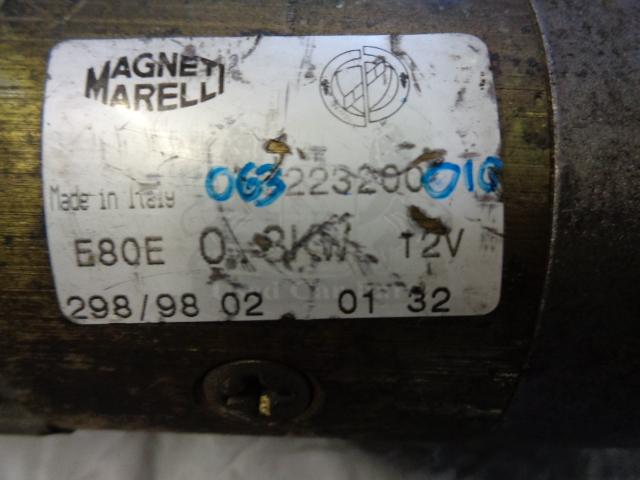 MAGNETI
MARELLI
Made in Italy 063223200010
E80E 0.8KW 12V
298/98 02 01 32